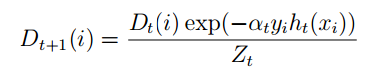 D_{t+1}(i) = \frac{D_t(i) \exp(-\alpha_t y_i h_t(x_i))}{Z_t}